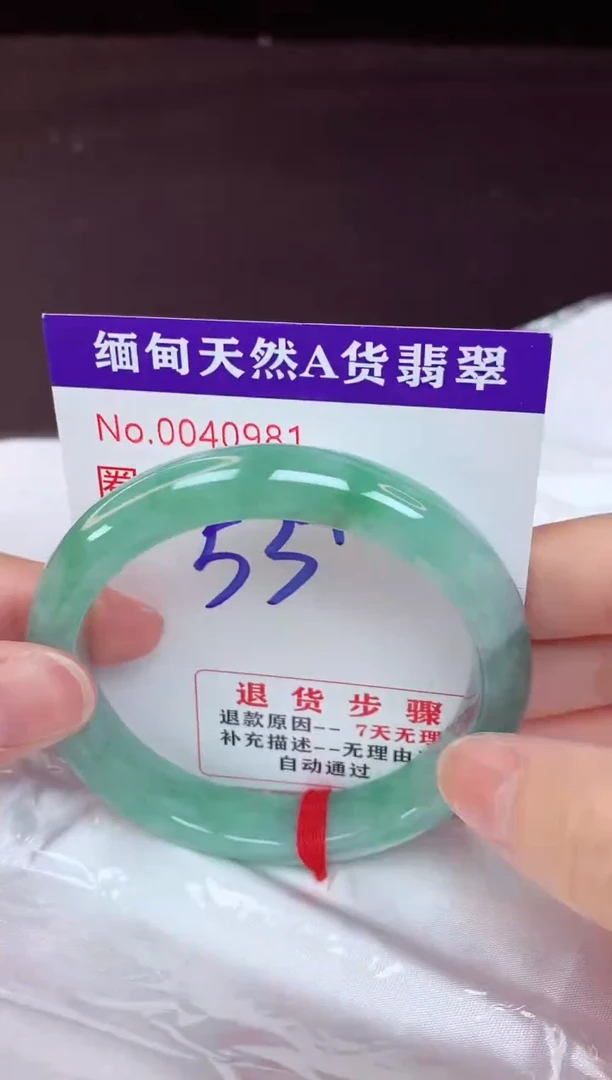 缅甸天然A货翡翠
No.0040981
圈
55
退货步骤
退款原因-- 7天无理
补充描述--无理由
自动通过